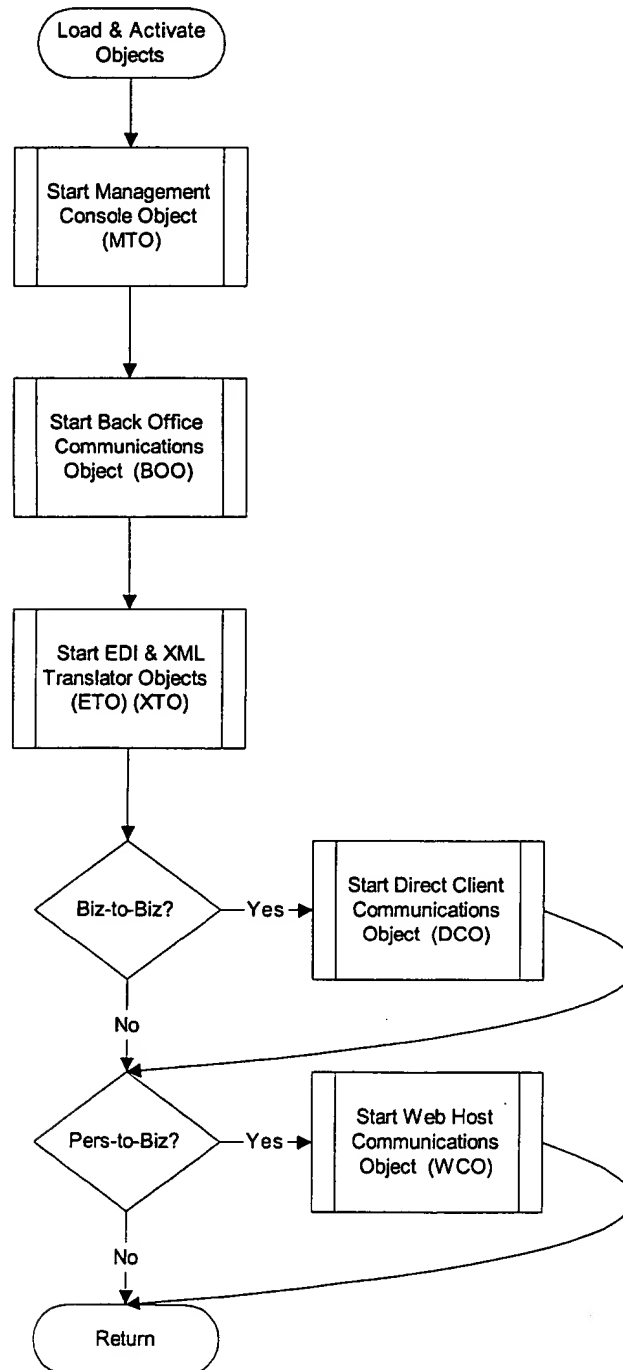 Load & Activate
Objects
Start Management
Console Object
(MTO)
Start Back Office
Communications
Object (BOO)
Start EDI & XML
Translator Objects
(ETO) (XTO)
Biz-to-Biz?
Yes
Start Direct Client
Communications
Object (DCO)
No
Pers-to-Biz?
Yes
Start Web Host
Communications
Object (WCO)
No
Return